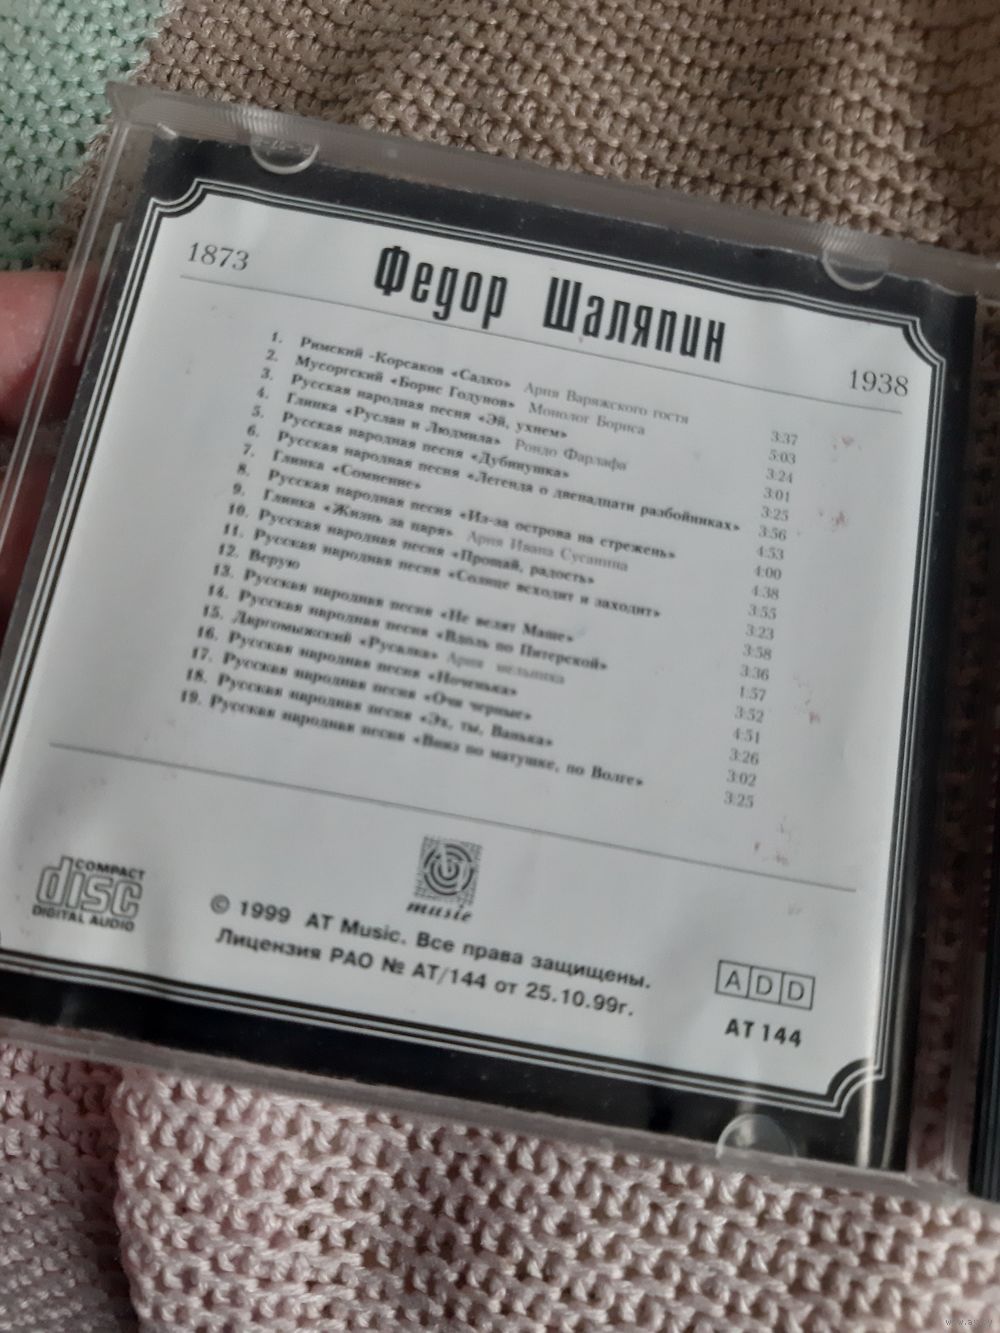 1873
Федор Шаляпин
1938
1. Римский -Корсаков «Садко» Ария Варяжского гостя 3:37
2. Мусоргский «Борис Годунов» Монолог Бориса 5:03
3. Русская народная песня «Эй, ухнем» 3:24
4. Глинка «Руслан и Людмила» Рондо Фарлафа 3:01
5. Русская народная песня «Дубинушка» 3:25
6. Русская народная песня «Легенда о двенадцати разбойниках» 3:56
7. Глинка «Сомнение» 4:53
8. Русская народная песня «Из-за острова на стрежень» 4:00
9. Глинка «Жизнь за царя» Ария Ивана Сусанина 4:38
10. Русская народная песня «Прощай, радость» 3:55
11. Русская народная песня «Солнце всходит и заходит» 3:23
12. Верую 3:58
13. Русская народная песня «Не велят Маше» 3:36
14. Русская народная песня «Вдоль по Питерской» 1:57
15. Даргомыжский «Русалка» Ария мельника 3:52
16. Русская народная песня «Ноченька» 4:51
17. Русская народная песня «Очи черные» 3:26
18. Русская народная песня «Эх, ты, Ванька» 3:02
19. Русская народная песня «Вниз по матушке, по Волге» 3:25
COMPACT
disc
DIGITAL AUDIO
music
© 1999 AT Music. Все права защищены.
Лицензия РАО № АТ/144 от 25.10.99г.
ADD
AT 144